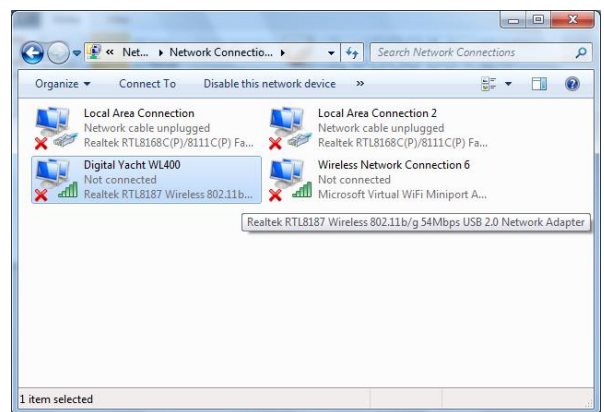 « Net... ▸ Network Connectio... ▸
Search Network Connections
Organize ▾ Connect To Disable this network device »
Local Area Connection
Network cable unplugged
Realtek RTL8168C(P)/8111C(P) Fa...
Local Area Connection 2
Network cable unplugged
Realtek RTL8168C(P)/8111C(P) Fa...
Digital Yacht WL400
Not connected
Realtek RTL8187 Wireless 802.11b...
Wireless Network Connection 6
Not connected
Microsoft Virtual WiFi Miniport A...
Realtek RTL8187 Wireless 802.11b/g 54Mbps USB 2.0 Network Adapter
1 item selected